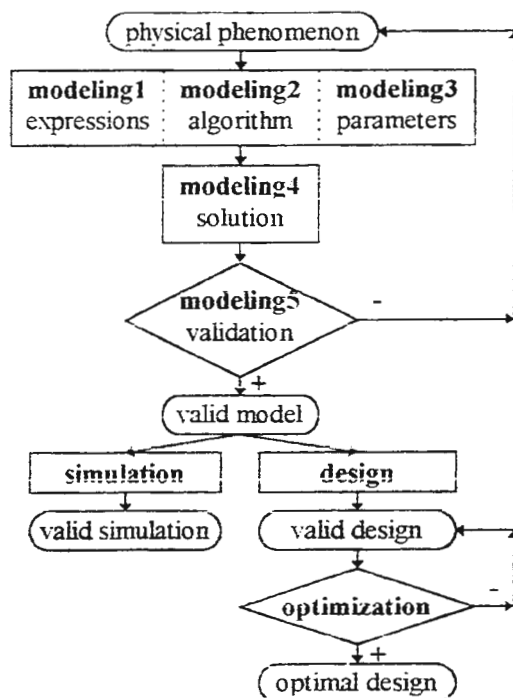 physical phenomenon
modeling1 modeling2 modeling3
expressions algorithm parameters
modeling4
solution
modeling5
validation
-
+
valid model
simulation design
valid simulation valid design
optimization
-
+
optimal design